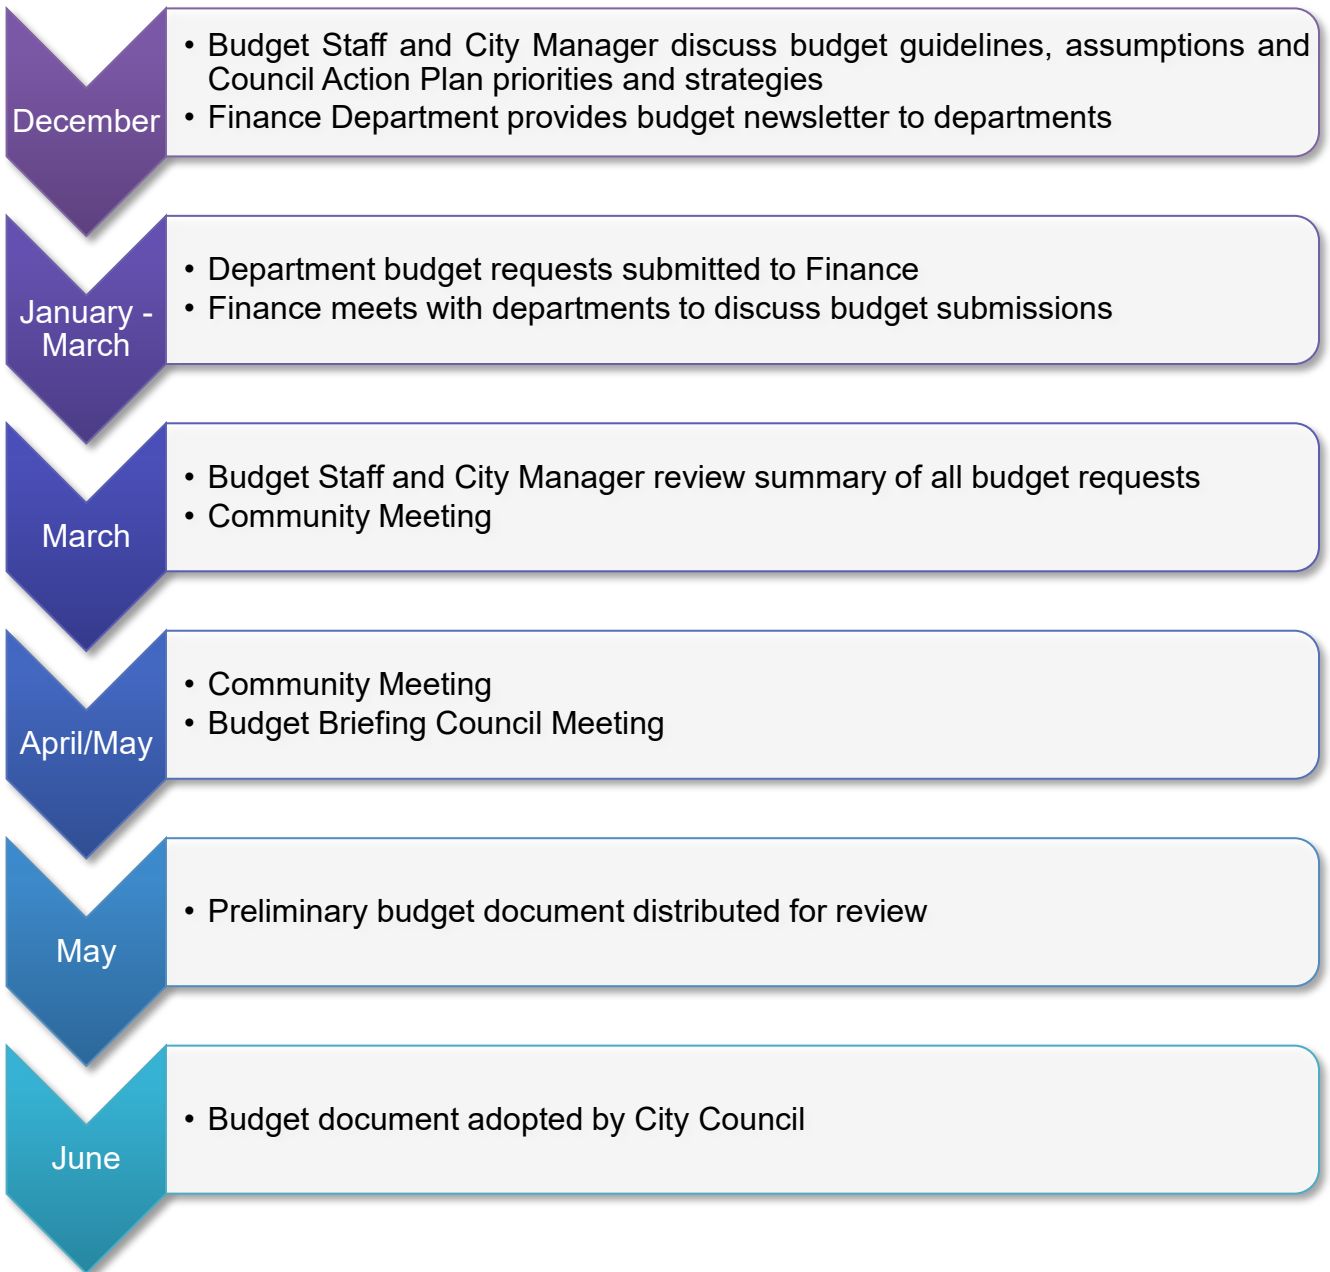 December
• Budget Staff and City Manager discuss budget guidelines, assumptions and
Council Action Plan priorities and strategies
• Finance Department provides budget newsletter to departments
January -
March
• Department budget requests submitted to Finance
• Finance meets with departments to discuss budget submissions
March
• Budget Staff and City Manager review summary of all budget requests
• Community Meeting
April/May
• Community Meeting
• Budget Briefing Council Meeting
May
• Preliminary budget document distributed for review
June
• Budget document adopted by City Council